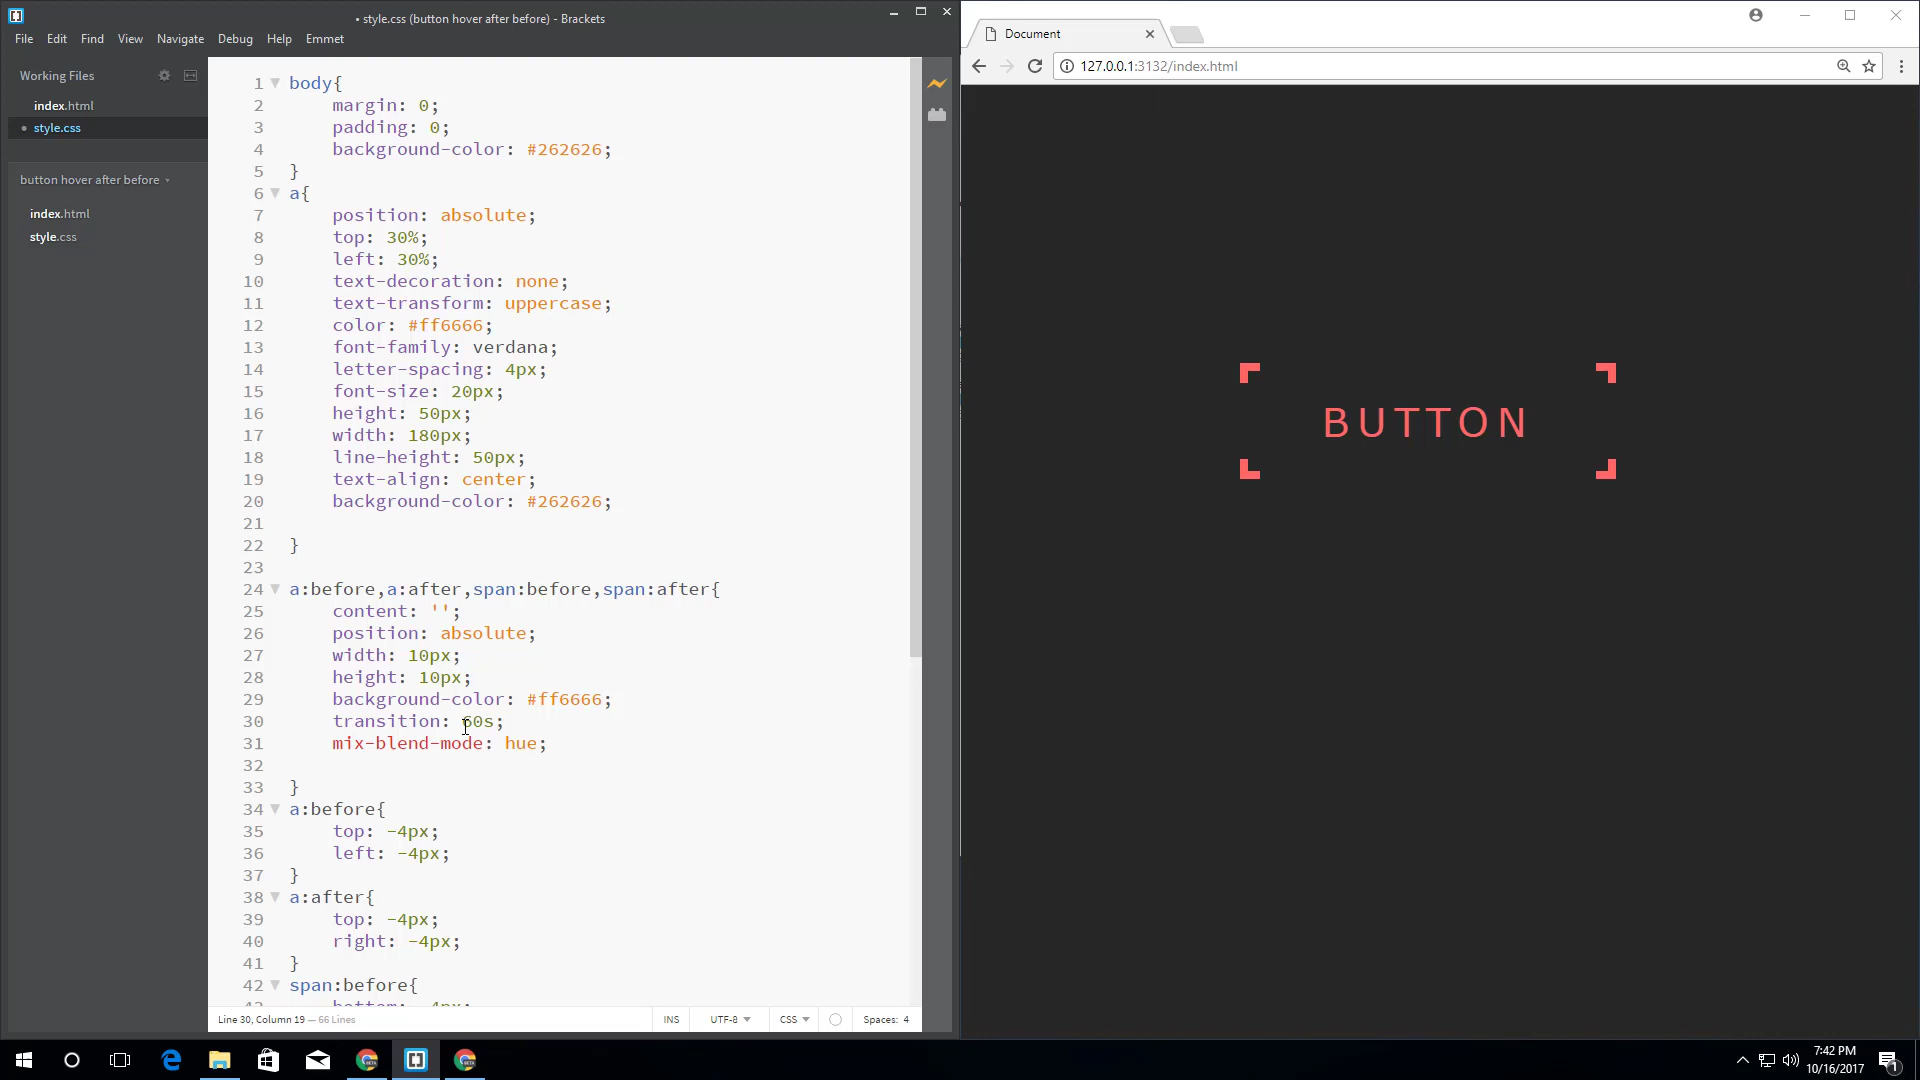 • style.css (button hover after before) - Brackets
File Edit Find View Navigate Debug Help Emmet
Working Files
index.html
• style.css
button hover after before
index.html
style.css
1 body{
2 margin: 0;
3 padding: 0;
4 background-color: #262626;
5 }
6 a{
7 position: absolute;
8 top: 30%;
9 left: 30%;
10 text-decoration: none;
11 text-transform: uppercase;
12 color: #ff6666;
13 font-family: verdana;
14 letter-spacing: 4px;
15 font-size: 20px;
16 height: 50px;
17 width: 180px;
18 line-height: 50px;
19 text-align: center;
20 background-color: #262626;
21
22 }
23
24 a:before,a:after,span:before,span:after{
25 content: '';
26 position: absolute;
27 width: 10px;
28 height: 10px;
29 background-color: #ff6666;
30 transition: 60s;
31 mix-blend-mode: hue;
32
33 }
34 a:before{
35 top: -4px;
36 left: -4px;
37 }
38 a:after{
39 top: -4px;
40 right: -4px;
41 }
42 span:before{
Line 30, Column 19 — 66 Lines
INS UTF-8 CSS Spaces: 4
Document
127.0.0.1:3132/index.html
BUTTON
7:42 PM
10/16/2017
1